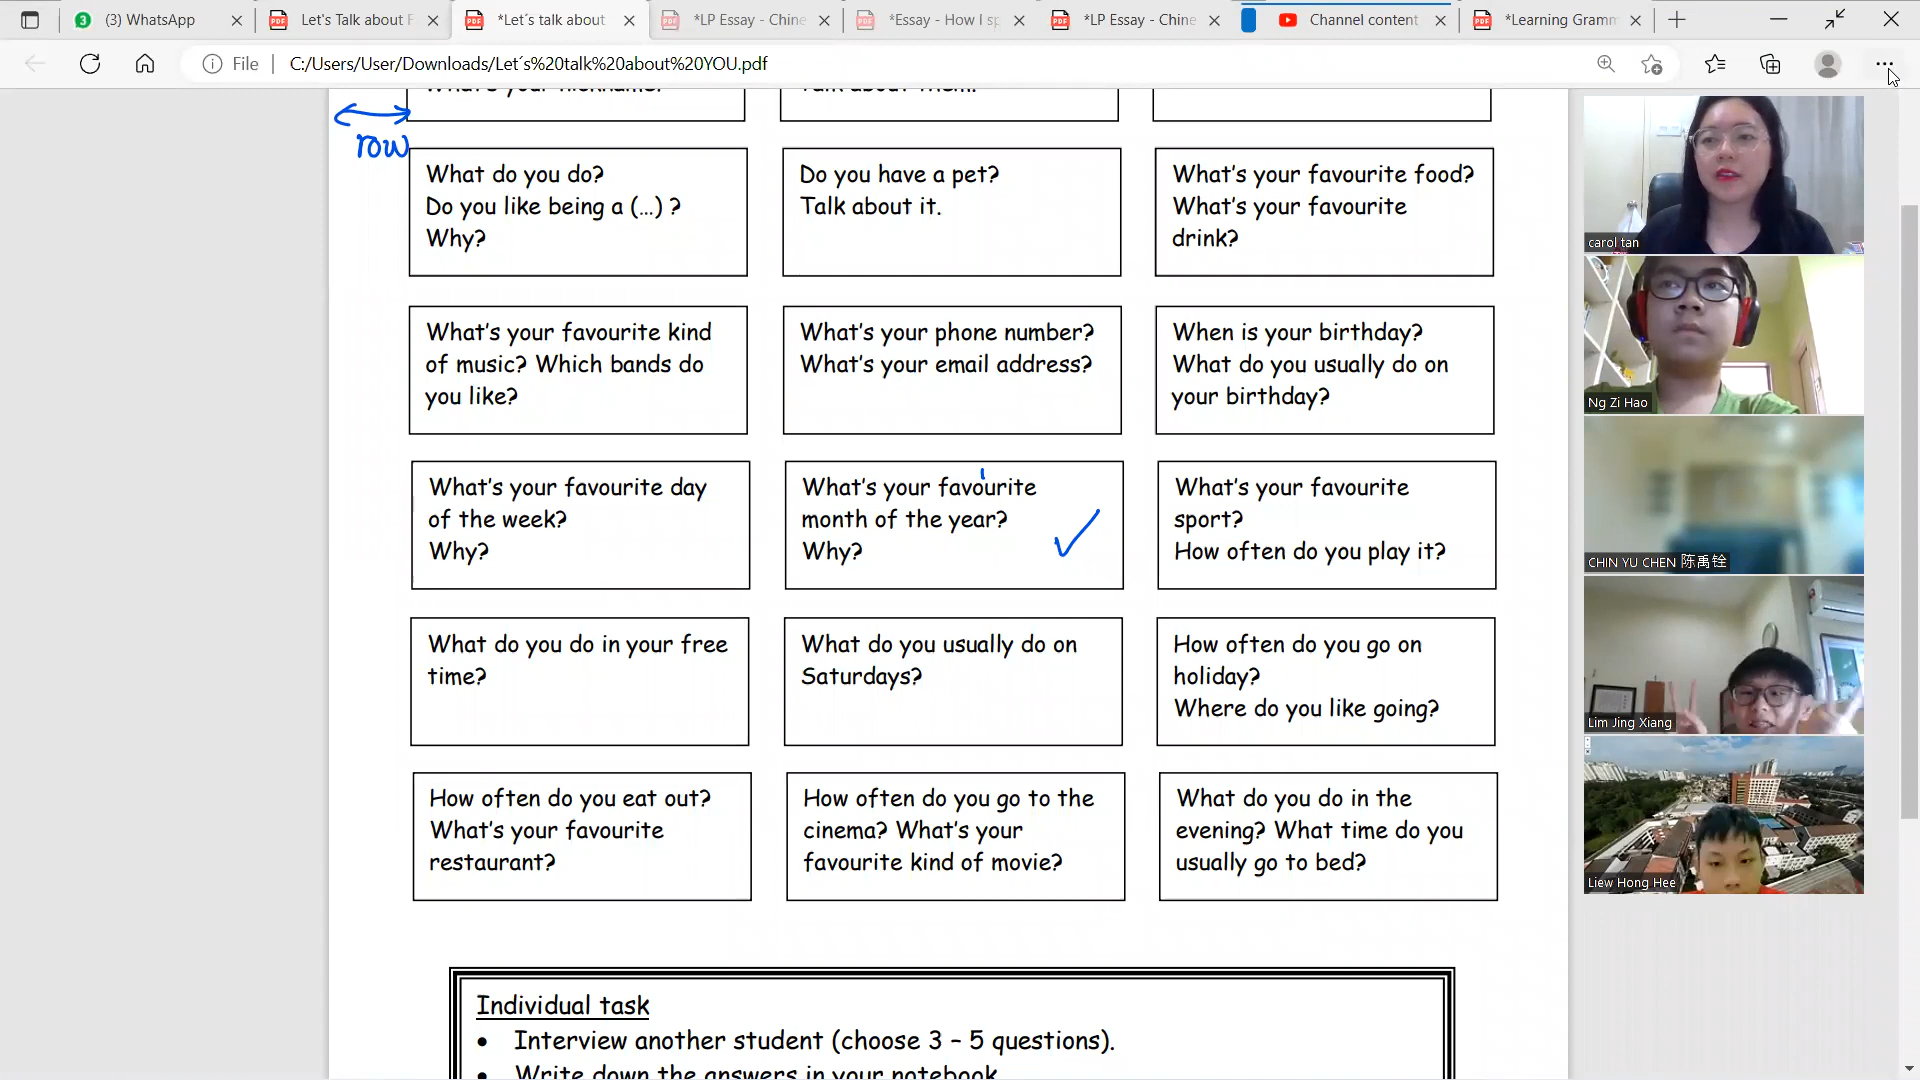 (3) WhatsApp
Let's Talk about F
*Let´s talk about
*LP Essay - Chine
*Essay - How I sp
*LP Essay - Chine
Channel content
*Learning Gramm
File
C:/Users/User/Downloads/Let´s%20talk%20about%20YOU.pdf
row
What do you do?
Do you like being a (…) ?
Why?
Do you have a pet?
Talk about it.
What's your favourite food?
What's your favourite
drink?
What's your favourite kind
of music? Which bands do
you like?
What's your phone number?
What's your email address?
When is your birthday?
What do you usually do on
your birthday?
What's your favourite day
of the week?
Why?
What's your favourite
month of the year?
Why?
What's your favourite
sport?
How often do you play it?
What do you do in your free
time?
What do you usually do on
Saturdays?
How often do you go on
holiday?
Where do you like going?
How often do you eat out?
What's your favourite
restaurant?
How often do you go to the
cinema? What's your
favourite kind of movie?
What do you do in the
evening? What time do you
usually go to bed?
Individual task
• Interview another student (choose 3 – 5 questions).
• Write down the answers in your notebook
carol tan
Ng Zi Hao
CHIN YU CHEN 陈禹铨
Lim Jing Xiang
Liew Hong Hee